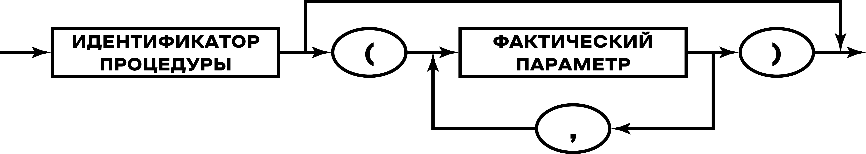 ИДЕНТИФИКАТОР
ПРОЦЕДУРЫ
(
ФАКТИЧЕСКИЙ
ПАРАМЕТР
)
,